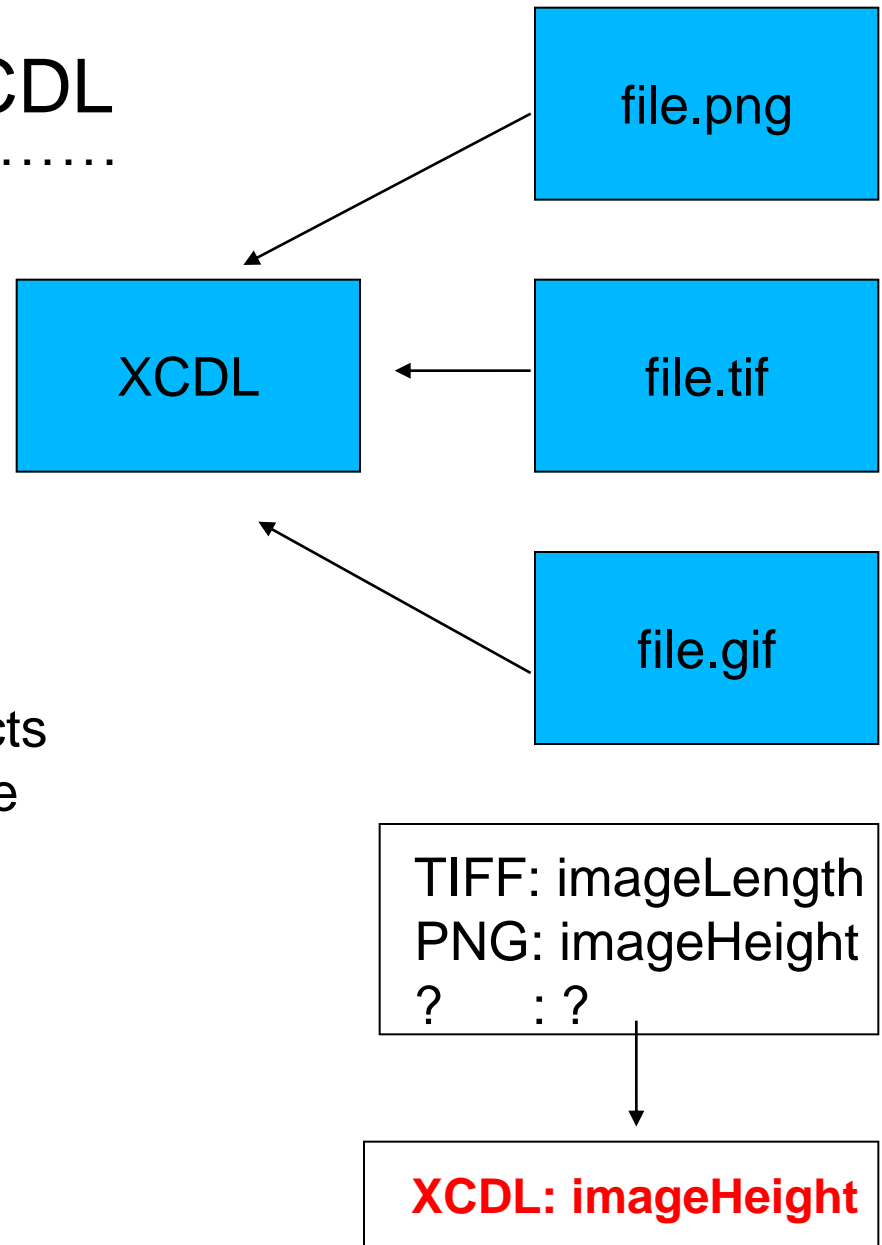 CDL
.......
file.png
XCDL
file.tif
file.gif
cts
e
TIFF: imageLength
PNG: imageHeight
? : ?
XCDL: imageHeight